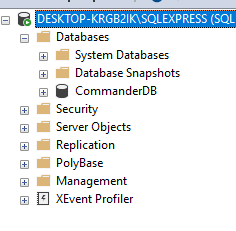 DESKTOP-KRGB2IK\SQLEXPRESS (SQL
Databases
System Databases
Database Snapshots
CommanderDB
Security
Server Objects
Replication
PolyBase
Management
XEvent Profiler